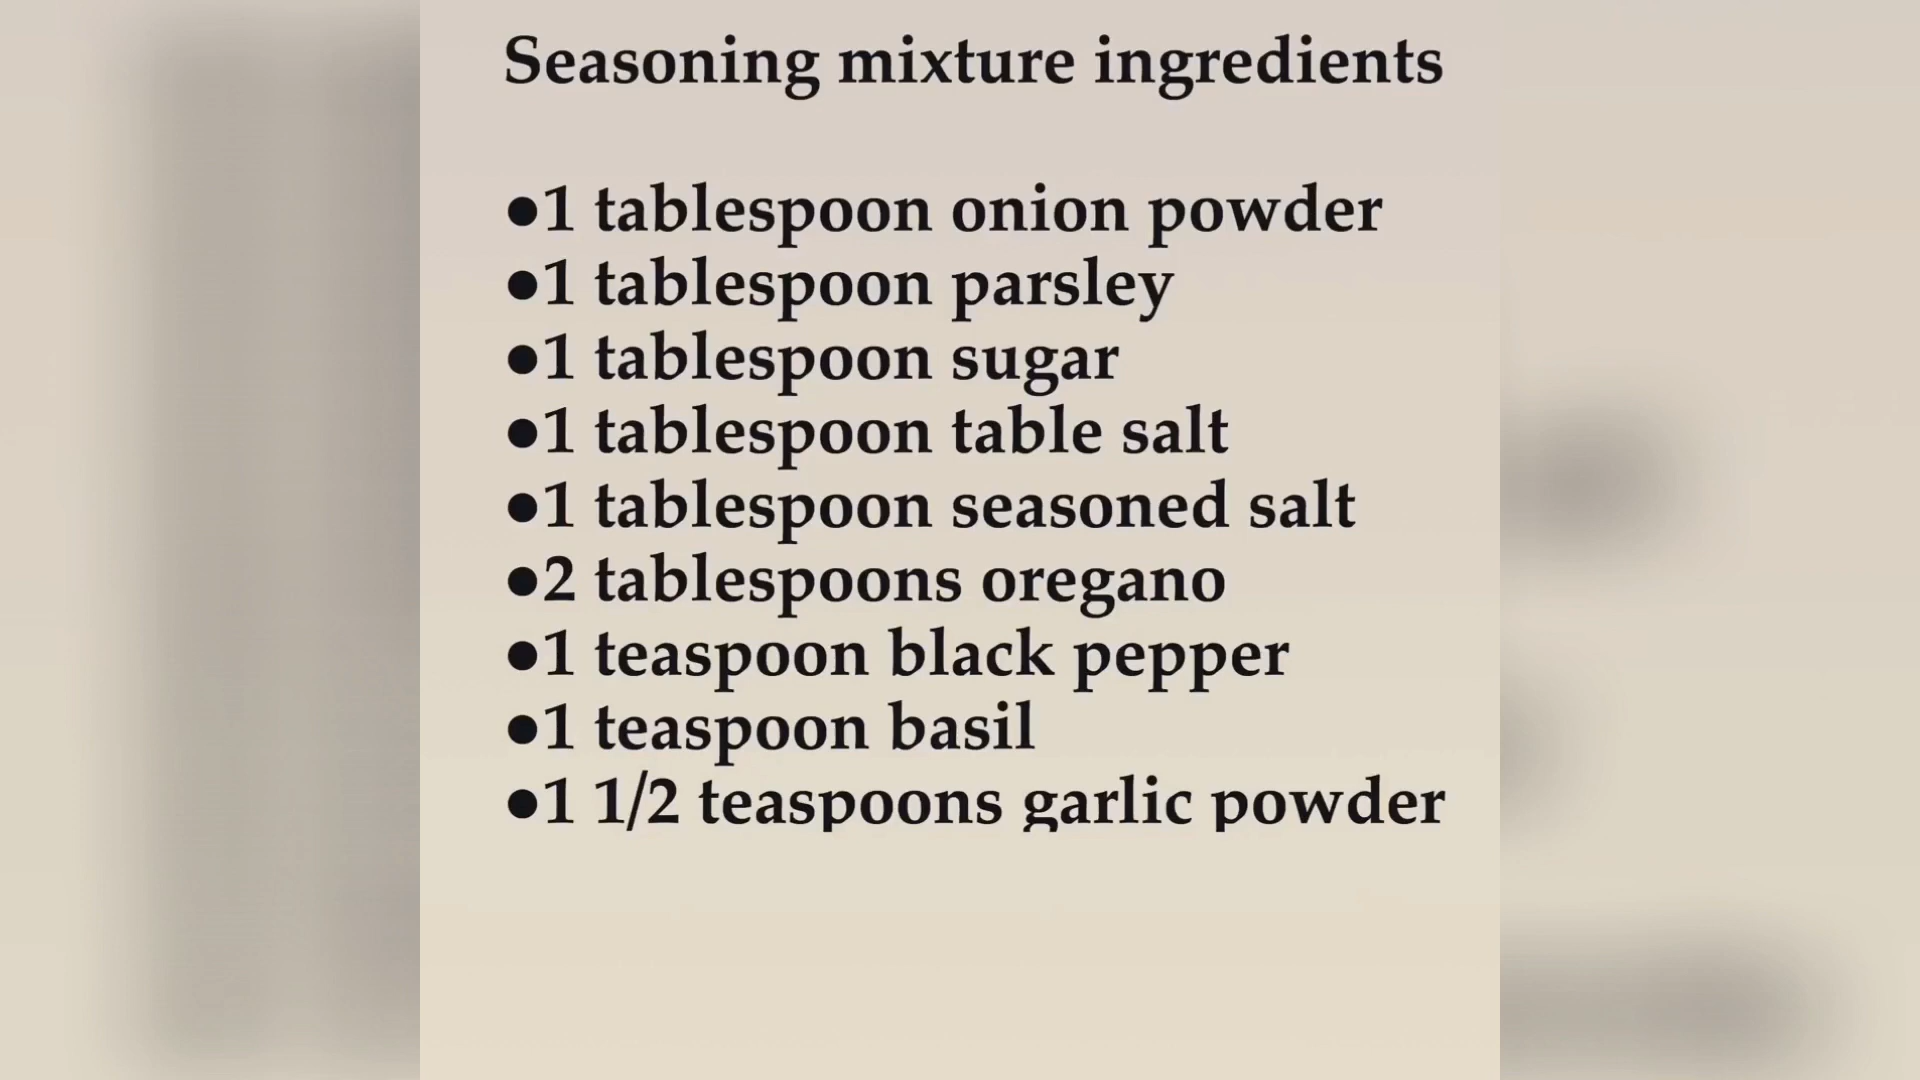 Seasoning mixture ingredients
●1 tablespoon onion powder
●1 tablespoon parsley
●1 tablespoon sugar
●1 tablespoon table salt
●1 tablespoon seasoned salt
●2 tablespoons oregano
●1 teaspoon black pepper
●1 teaspoon basil
●1 1/2 teaspoons garlic powder